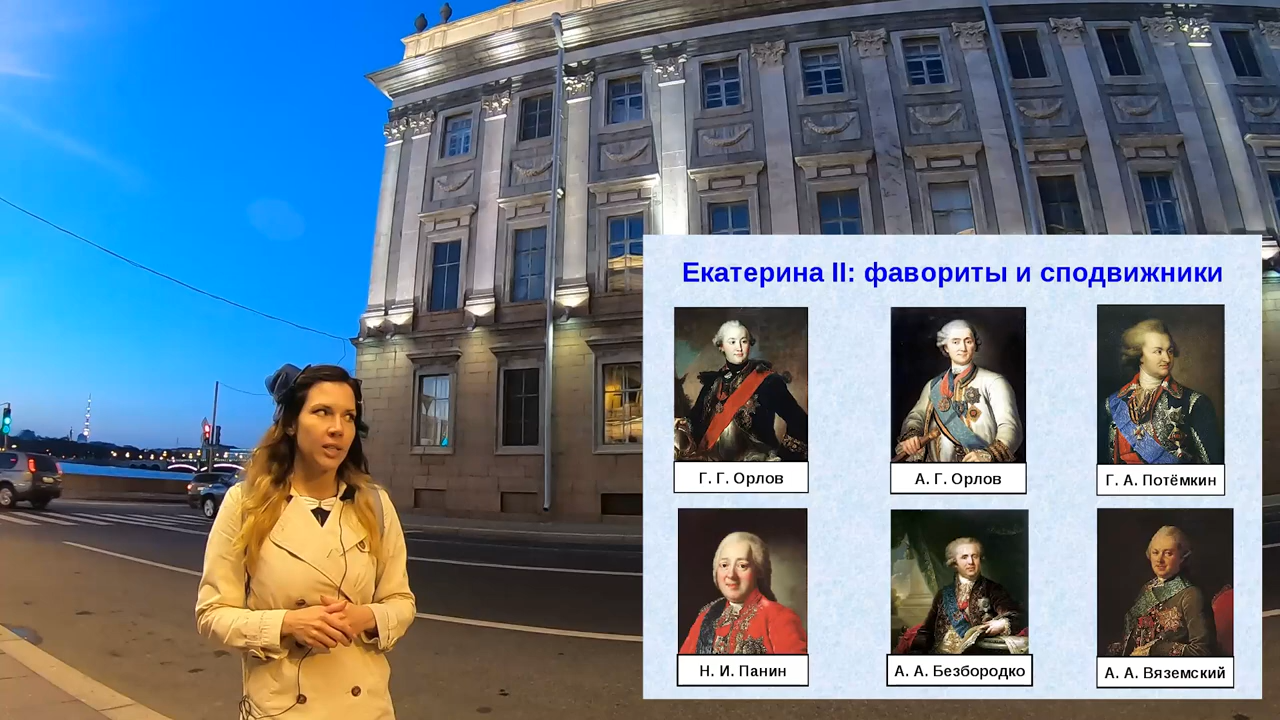 Екатерина II: фавориты и сподвижники
Г. Г. Орлов
А. Г. Орлов
Г. А. Потёмкин
Н. И. Панин
А. А. Безбородко
А. А. Вяземский